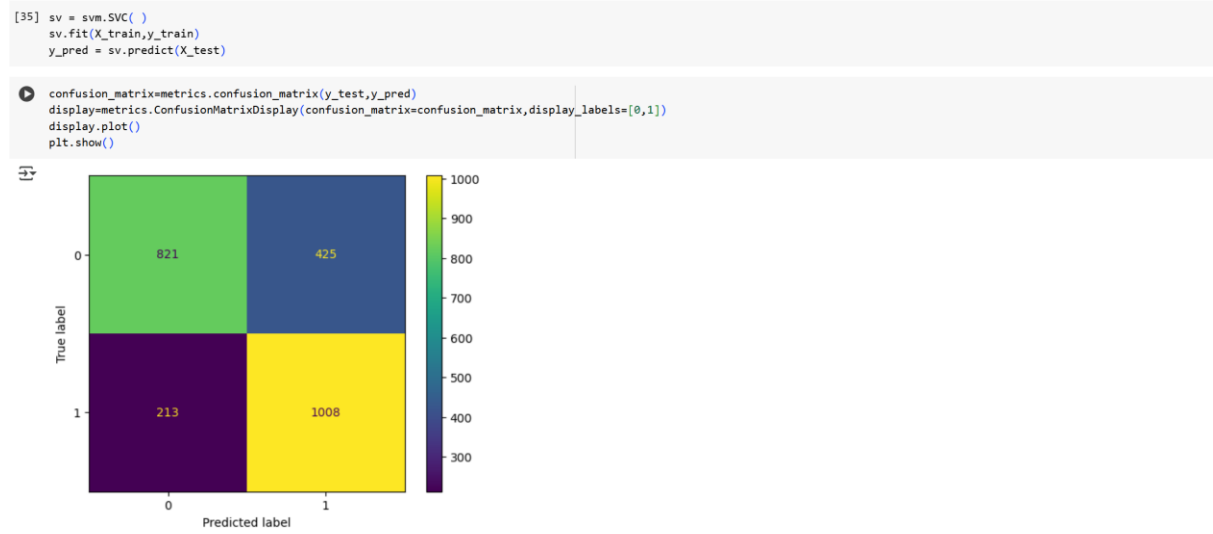 [35] sv = svm.SVC( )
sv.fit(X_train,y_train)
y_pred = sv.predict(X_test)
confusion_matrix=metrics.confusion_matrix(y_test,y_pred)
display=metrics.ConfusionMatrixDisplay(confusion_matrix=confusion_matrix,display_labels=[0,1])
display.plot()
plt.show()
1000
900
0 821 425
800
700
True label
600
500
1 213 1008
400
300
0 1
Predicted label